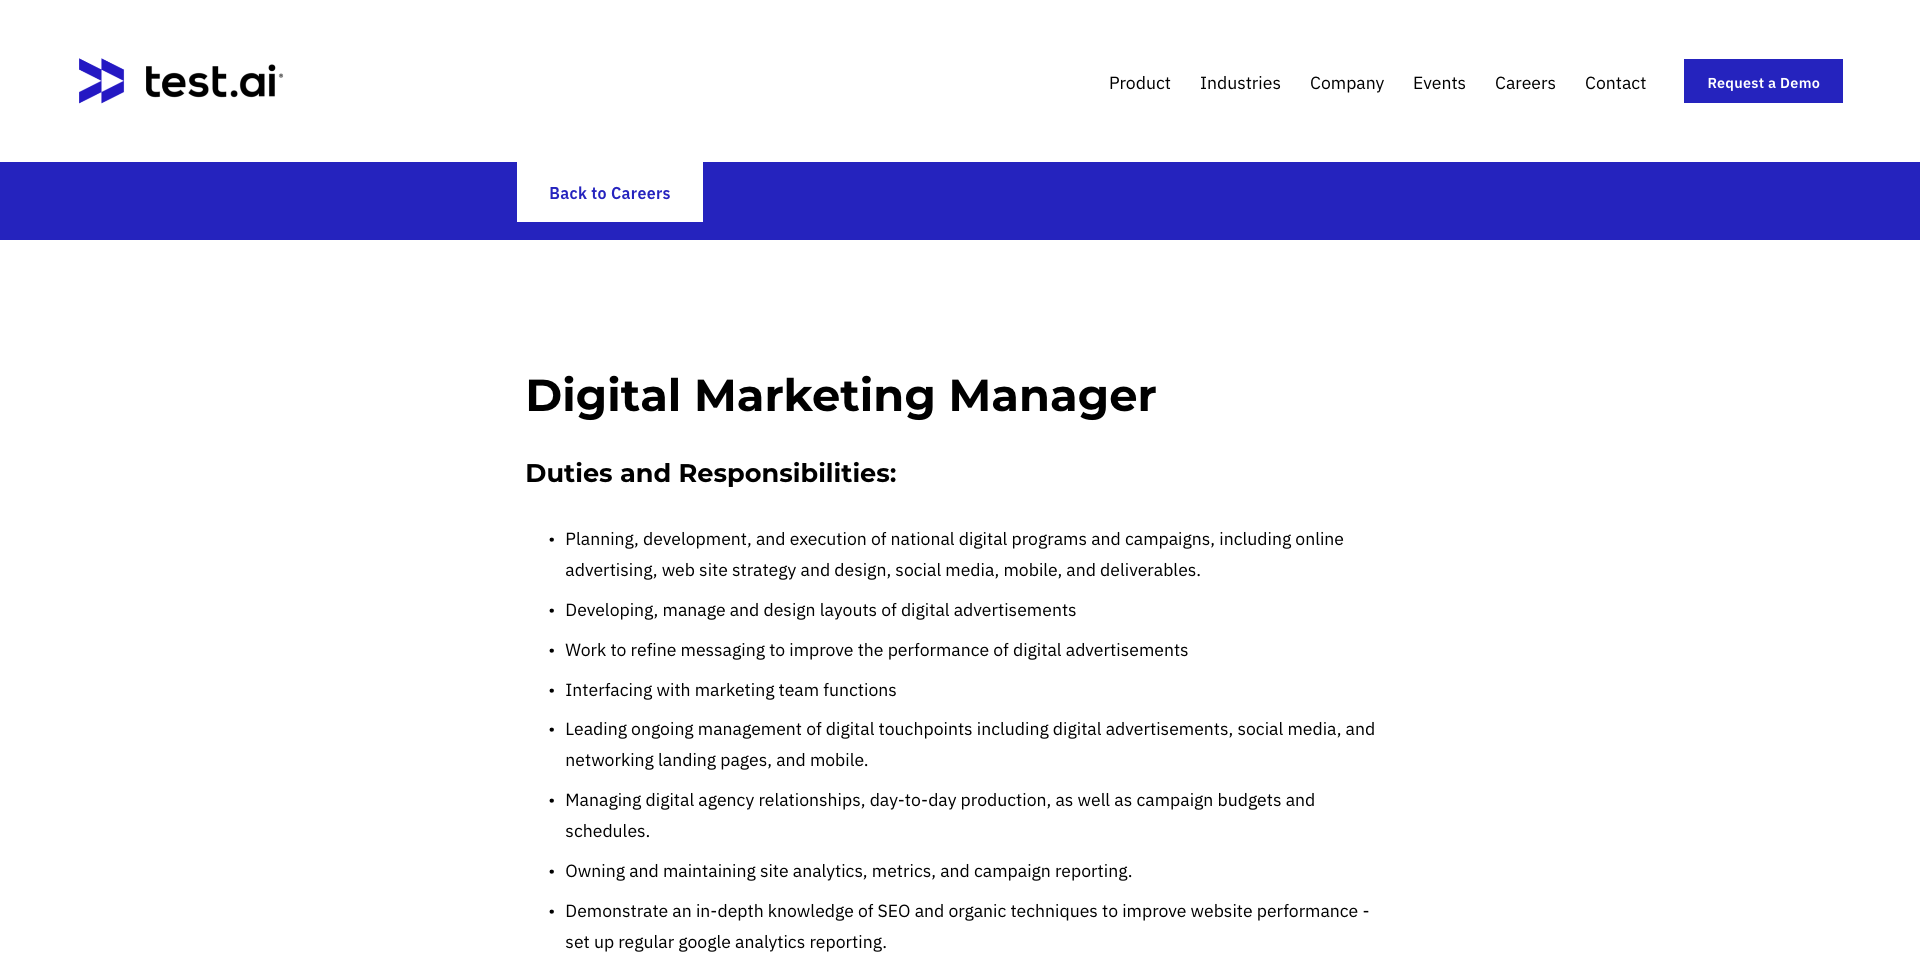 test.ai
Product Industries Company Events Careers Contact Request a Demo
Back to Careers
Digital Marketing Manager
Duties and Responsibilities:
• Planning, development, and execution of national digital programs and campaigns, including online
advertising, web site strategy and design, social media, mobile, and deliverables.
• Developing, manage and design layouts of digital advertisements
• Work to refine messaging to improve the performance of digital advertisements
• Interfacing with marketing team functions
• Leading ongoing management of digital touchpoints including digital advertisements, social media, and
networking landing pages, and mobile.
• Managing digital agency relationships, day-to-day production, as well as campaign budgets and
schedules.
• Owning and maintaining site analytics, metrics, and campaign reporting.
• Demonstrate an in-depth knowledge of SEO and organic techniques to improve website performance -
set up regular google analytics reporting.